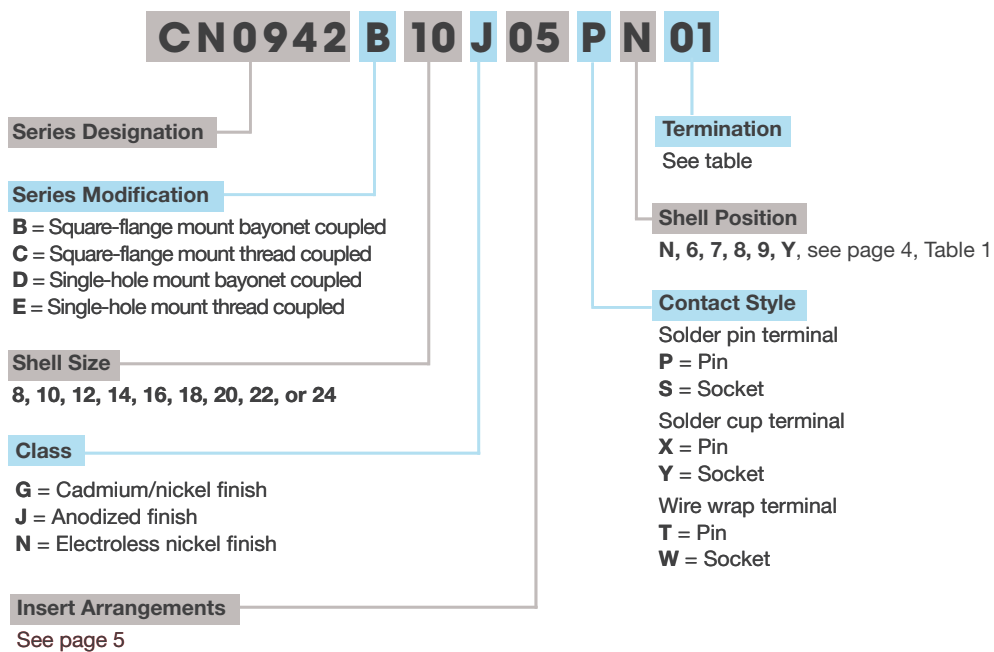 CN0942 B 10 J 05 P N 01
Series Designation
Series Modification
B = Square-flange mount bayonet coupled
C = Square-flange mount thread coupled
D = Single-hole mount bayonet coupled
E = Single-hole mount thread coupled
Shell Size
8, 10, 12, 14, 16, 18, 20, 22, or 24
Class
G = Cadmium/nickel finish
J = Anodized finish
N = Electroless nickel finish
Insert Arrangements
See page 5
Termination
See table
Shell Position
N, 6, 7, 8, 9, Y, see page 4, Table 1
Contact Style
Solder pin terminal
P = Pin
S = Socket
Solder cup terminal
X = Pin
Y = Socket
Wire wrap terminal
T = Pin
W = Socket